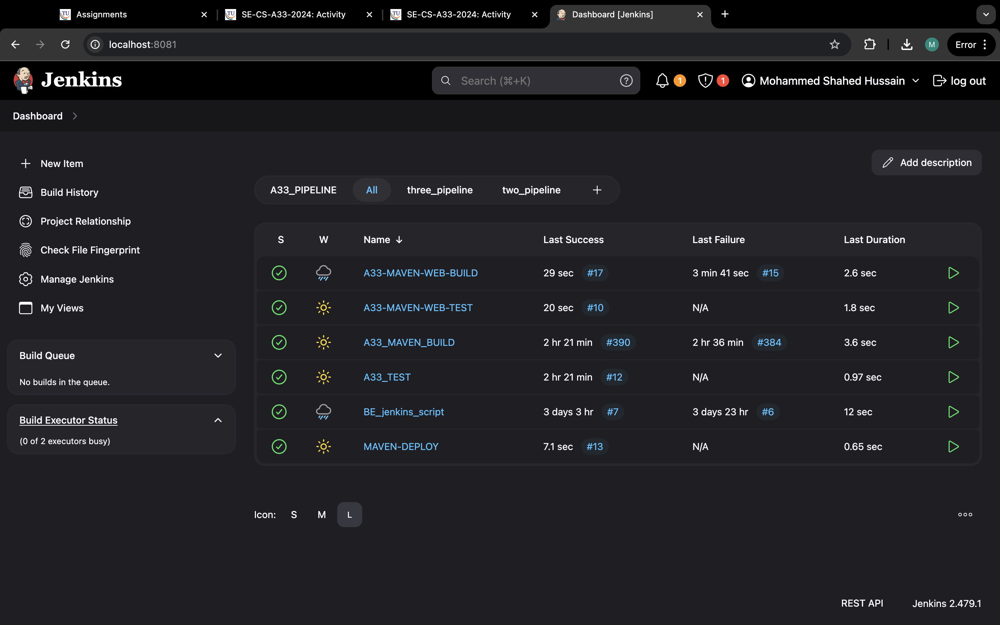 Assignments
SE-CS-A33-2024: Activity
SE-CS-A33-2024: Activity
Dashboard [Jenkins]
localhost:8081
M
Error
Jenkins
Search (⌘+K)
1
1
Mohammed Shahed Hussain
log out
Dashboard
New Item
Build History
Project Relationship
Check File Fingerprint
Manage Jenkins
My Views
Build Queue
No builds in the queue.
Build Executor Status
(0 of 2 executors busy)
Add description
A33_PIPELINE All three_pipeline two_pipeline +
S W Name ↓ Last Success Last Failure Last Duration
A33-MAVEN-WEB-BUILD 29 sec #17 3 min 41 sec #15 2.6 sec
A33-MAVEN-WEB-TEST 20 sec #10 N/A 1.8 sec
A33_MAVEN_BUILD 2 hr 21 min #390 2 hr 36 min #384 3.6 sec
A33_TEST 2 hr 21 min #12 N/A 0.97 sec
BE_jenkins_script 3 days 3 hr #7 3 days 23 hr #6 12 sec
MAVEN-DEPLOY 7.1 sec #13 N/A 0.65 sec
Icon: S M L
REST API Jenkins 2.479.1